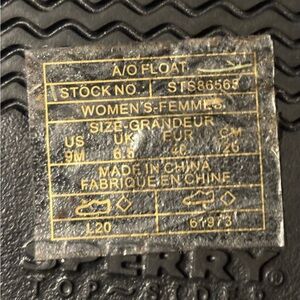 A/O FLOAT
STOCK NO. STS86565
WOMEN'S-FEMMES
SIZE-GRANDEUR
US UK EUR CM
9M 6.5 40 26
MADE IN CHINA
FABRIQUE EN CHINE
L20 61973
SPERRY
TOP-SIDER